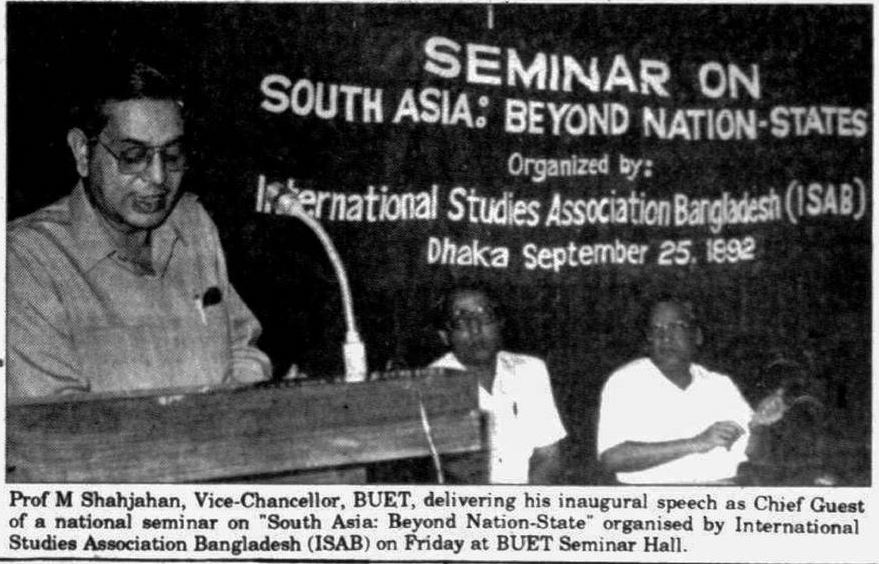 SEMINAR ON
SOUTH ASIA: BEYOND NATION-STATES
Organized by:
International Studies Association Bangladesh (ISAB)
Dhaka September 25, 1992
Prof M Shahjahan, Vice-Chancellor, BUET, delivering his inaugural speech as Chief Guest
of a national seminar on "South Asia: Beyond Nation-State" organised by International
Studies Association Bangladesh (ISAB) on Friday at BUET Seminar Hall.